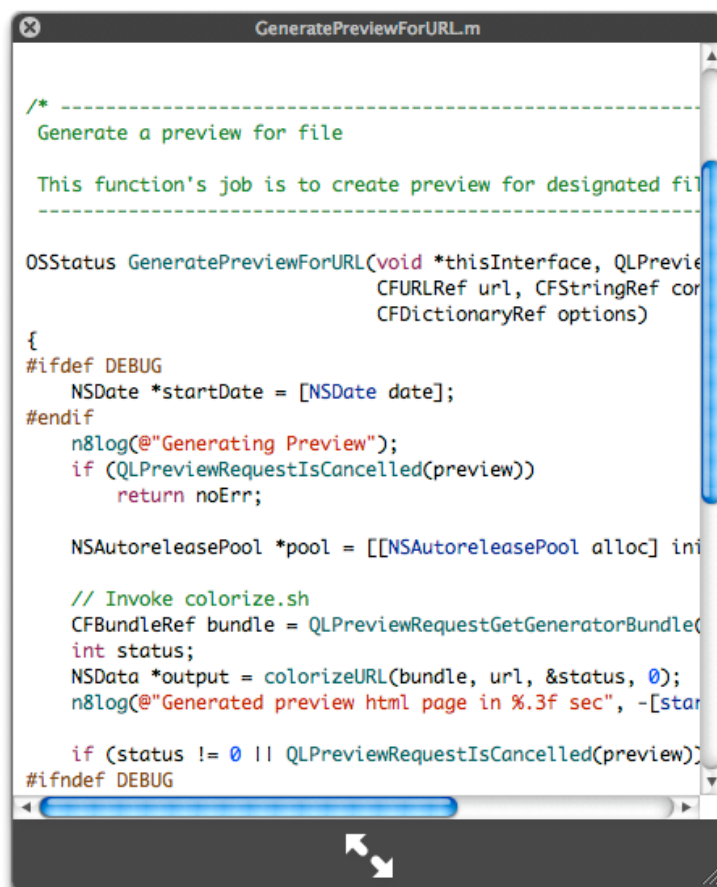 GeneratePreviewForURL.m
/* ---------------------------------------------------------
Generate a preview for file
This function's job is to create preview for designated fil
---------------------------------------------------------
OSStatus GeneratePreviewForURL(void *thisInterface, QLPrevie
CFURLRef url, CFStringRef con
CFDictionaryRef options)
{
#ifdef DEBUG
NSDate *startDate = [NSDate date];
#endif
n8log(@"Generating Preview");
if (QLPreviewRequestIsCancelled(preview))
return noErr;
NSAutoreleasePool *pool = [[NSAutoreleasePool alloc] ini
// Invoke colorize.sh
CFBundleRef bundle = QLPreviewRequestGetGeneratorBundle(
int status;
NSData *output = colorizeURL(bundle, url, &status, 0);
n8log(@"Generated preview html page in %.3f sec", -[star
if (status != 0 || QLPreviewRequestIsCancelled(preview))
#ifndef DEBUG